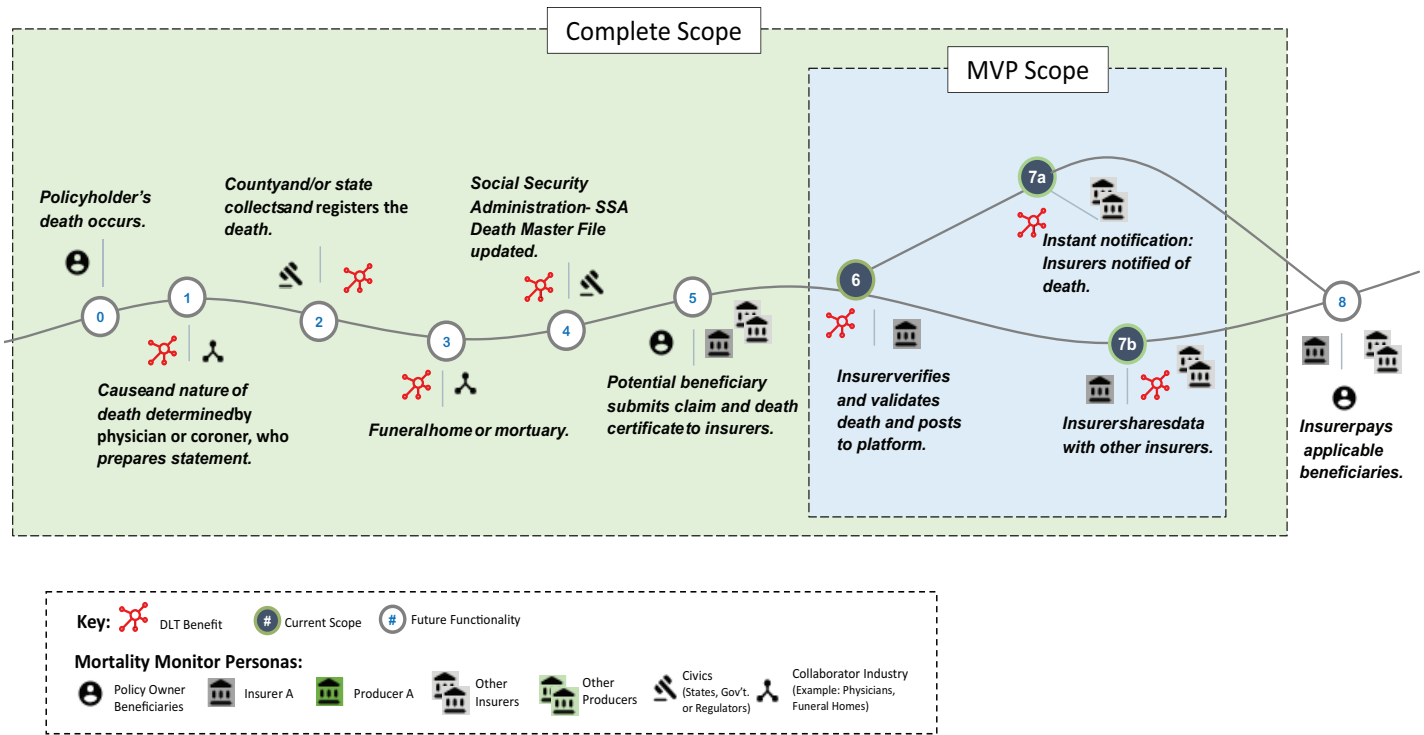 Complete Scope
MVP Scope
Policyholder's
death occurs.
Countyand/or state
collectsand registers the
death.
Social Security
Administration- SSA
Death Master File
updated.
0
1
2
3
4
5
6
7a
7b
8
Causeand nature of
death determinedby
physician or coroner, who
prepares statement.
Funeralhome or mortuary.
Potential beneficiary
submits claim and death
certificate to insurers.
Insurerverifies
and validates
death and posts
to platform.
Instant notification:
Insurers notified of
death.
Insurersharesdata
with other insurers.
Insurerpays
applicable
beneficiaries.
Key:
DLT Benefit
#
Current Scope
#
Future Functionality
Mortality Monitor Personas:
Policy Owner
Beneficiaries
Insurer A
Producer A
Other
Insurers
Other
Producers
Civics
(States, Gov't.
or Regulators)
Collaborator Industry
(Example: Physicians,
Funeral Homes)